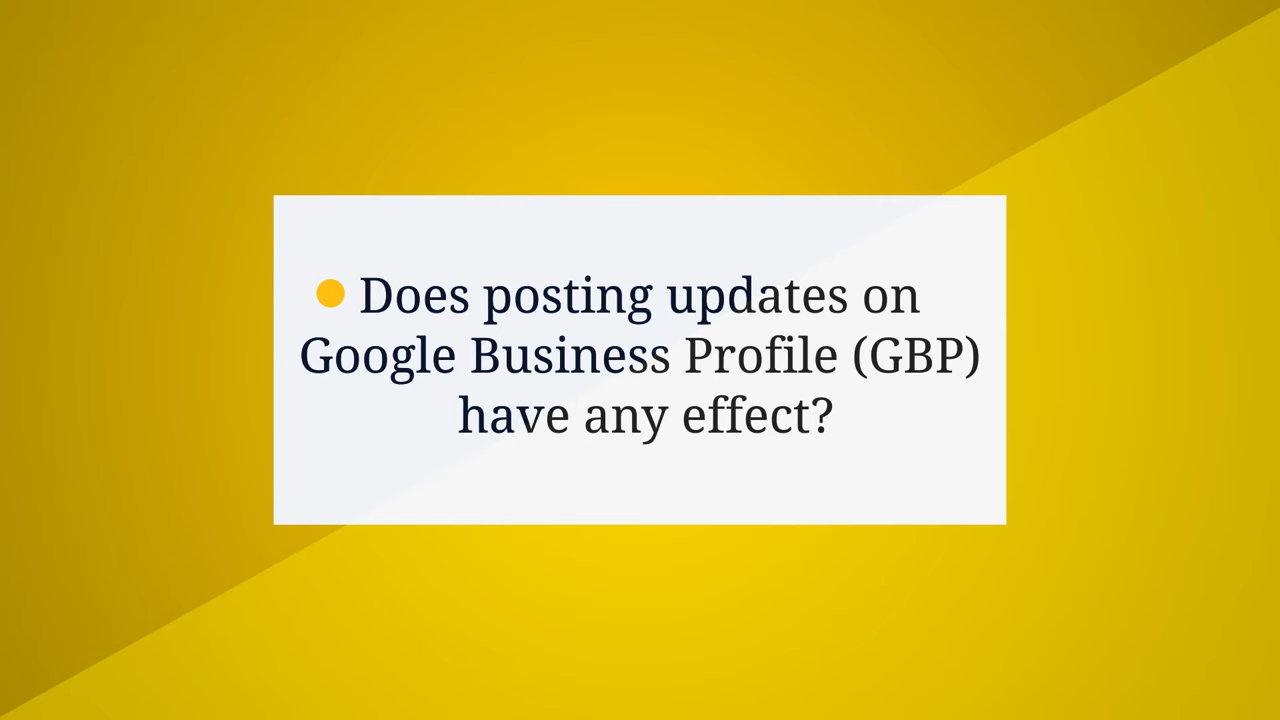 Does posting updates on
Google Business Profile (GBP)
have any effect?